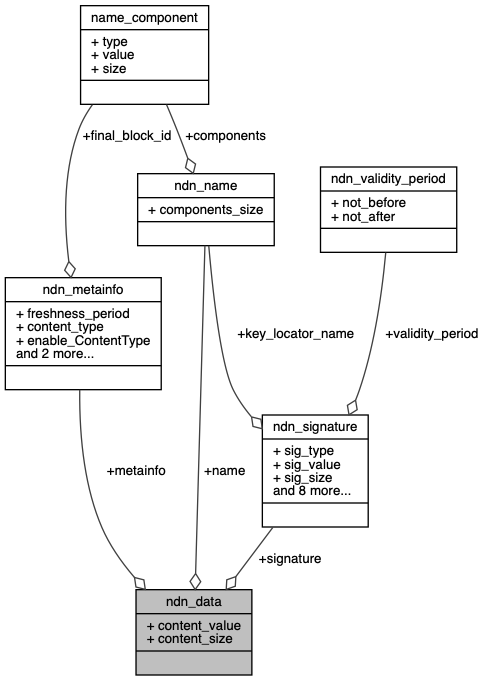 name_component
+ type
+ value
+ size
+final_block_id
+components
ndn_name
+ components_size
ndn_validity_period
+ not_before
+ not_after
ndn_metainfo
+ freshness_period
+ content_type
+ enable_ContentType
and 2 more...
+key_locator_name
+validity_period
ndn_signature
+ sig_type
+ sig_value
+ sig_size
and 8 more...
+metainfo
+name
+signature
ndn_data
+ content_value
+ content_size